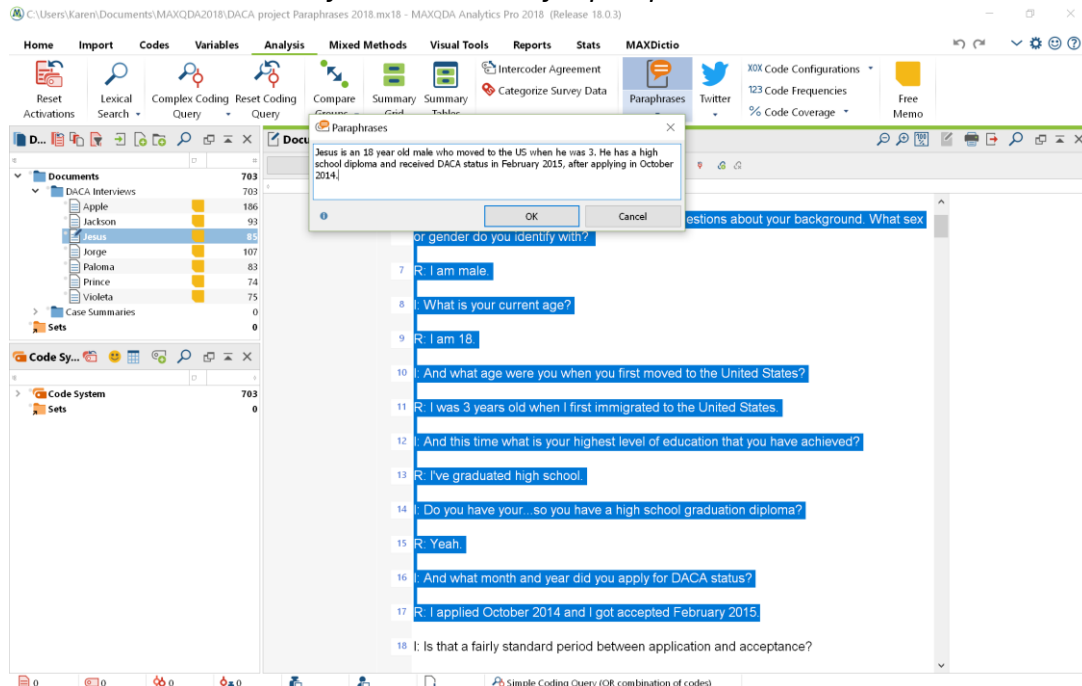 C:\Users\Karen\Documents\MAXQDA2018\DACA project Paraphrases 2018.mx18 - MAXQDA Analytics Pro 2018 (Release 18.0.3)
Home Import Codes Variables Analysis Mixed Methods Visual Tools Reports Stats MAXDictio
Reset Activations
Lexical Search
Complex Coding Query
Reset Coding Query
Compare Groups
Summary Grid
Summary Tables
Intercoder Agreement
Categorize Survey Data
Paraphrases
Twitter
Code Configurations
123 Code Frequencies
% Code Coverage
Free Memo
D...
Documents 703
DACA Interviews 703
Apple 186
Jackson 93
Jesus 85
Jorge 107
Paloma 83
Prince 74
Violeta 75
Case Summaries 0
Sets 0
Code Sy...
Code System 703
Sets 0
Docu
Paraphrases
Jesus is an 18 year old male who moved to the US when he was 3. He has a high
school diploma and received DACA status in February 2015, after applying in October
2014.
OK Cancel
estions about your background. What sex
or gender do you identify with?
7 R: I am male.
8 I: What is your current age?
9 R: I am 18.
10 I: And what age were you when you first moved to the United States?
11 R: I was 3 years old when I first immigrated to the United States.
12 I: And this time what is your highest level of education that you have achieved?
13 R: I've graduated high school.
14 I: Do you have your...so you have a high school graduation diploma?
15 R: Yeah.
16 I: And what month and year did you apply for DACA status?
17 R: I applied October 2014 and I got accepted February 2015.
18 I: Is that a fairly standard period between application and acceptance?
0 0 0 0 Simple Coding Query (OR combination of codes)